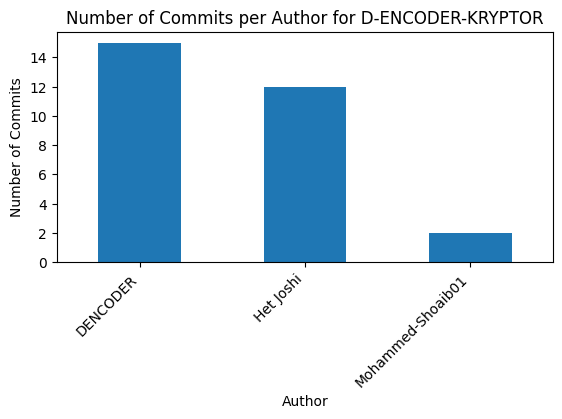 Number of Commits per Author for D-ENCODER-KRYPTOR
Number of Commits
14
12
10
8
6
4
2
0
DENCODER
Het Joshi
Mohammed-Shoaib01
Author